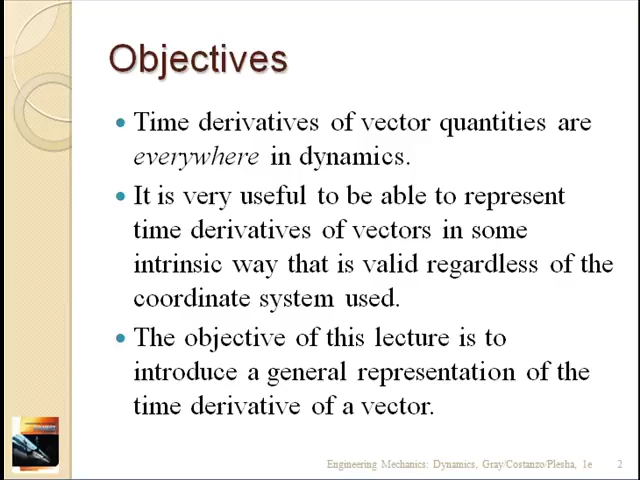 Objectives
Time derivatives of vector quantities are
everywhere in dynamics.
It is very useful to be able to represent
time derivatives of vectors in some
intrinsic way that is valid regardless of the
coordinate system used.
The objective of this lecture is to
introduce a general representation of the
time derivative of a vector.
Engineering Mechanics: Dynamics, Gray/Costanzo/Plesha, 1e 2